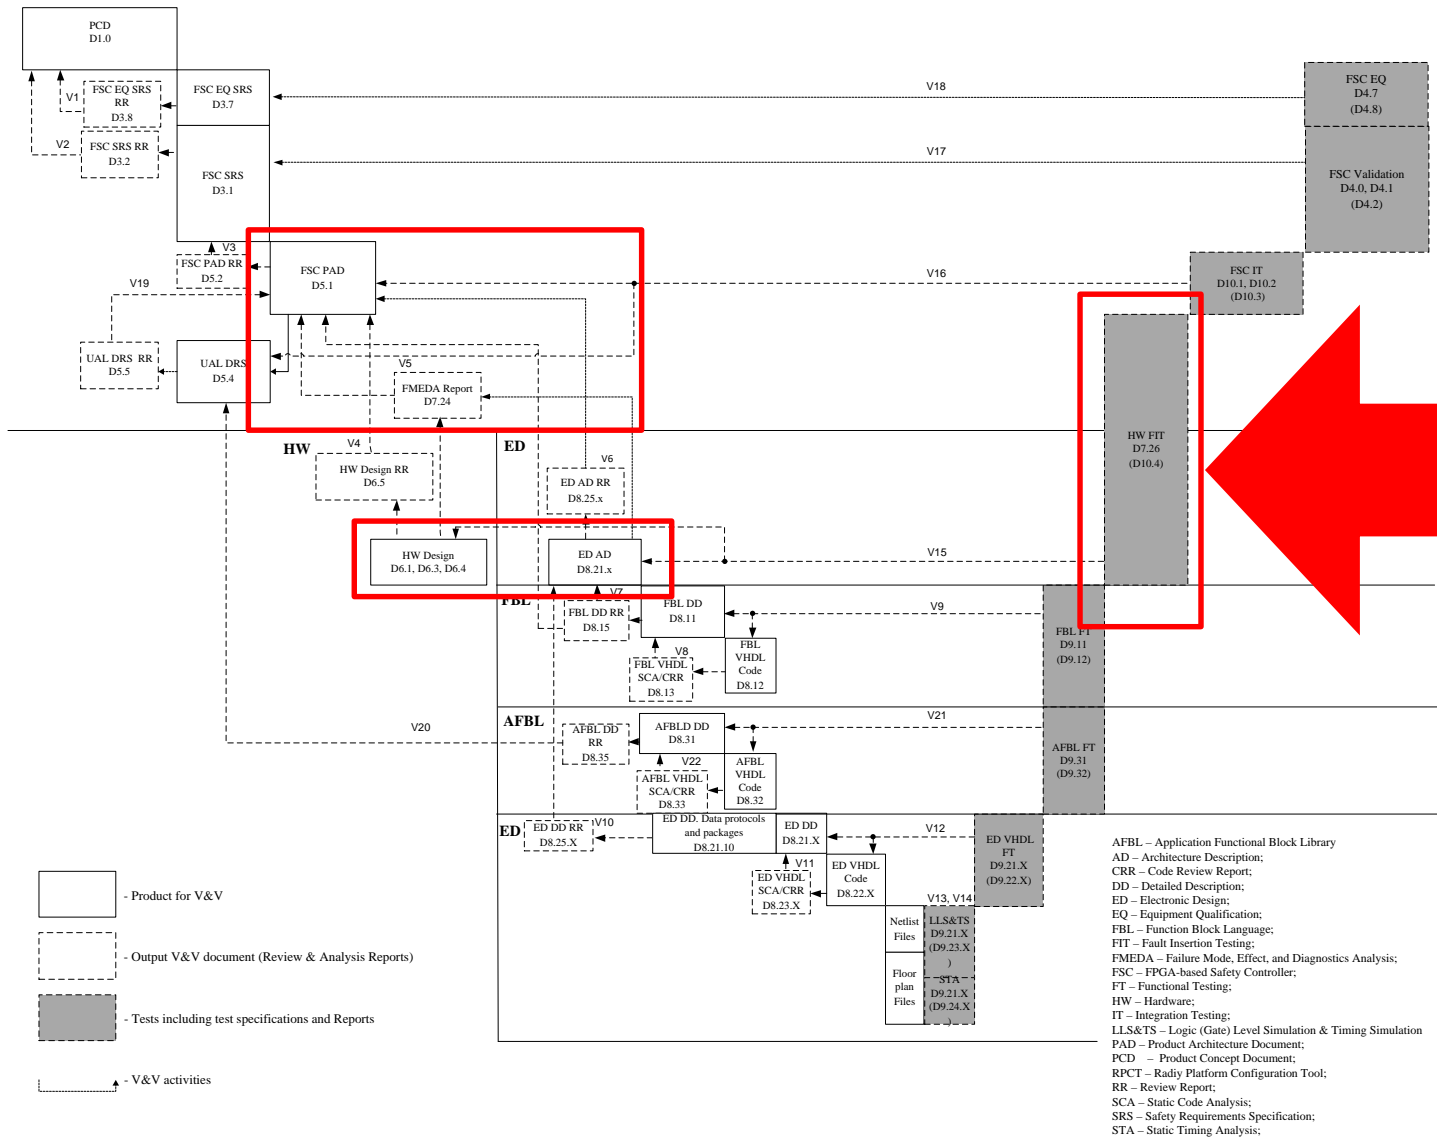 PCD
D1.0
FSC EQ SRS
RR
D3.8
FSC EQ SRS
D3.7
V1
V2
FSC SRS RR
D3.2
FSC SRS
D3.1
V18
V17
FSC EQ
D4.7
(D4.8)
FSC Validation
D4.0, D4.1
(D4.2)
V3
FSC PAD RR
D5.2
FSC PAD
D5.1
V16
FSC IT
D10.1, D10.2
(D10.3)
V19
UAL DRS RR
D5.5
UAL DRS
D5.4
V5
FMEDA Report
D7.24
HW FIT
D7.26
(D10.4)
HW
ED
V4
HW Design RR
D6.5
V6
ED AD RR
D8.25.x
HW Design
D6.1, D6.3, D6.4
ED AD
D8.21.x
V15
FBL
V7
FBL DD RR
D8.15
FBL DD
D8.11
V9
V8
FBL VHDL
SCA/CRR
D8.13
FBL
VHDL
Code
D8.12
FBL FT
D9.11
(D9.12)
AFBL
V20
AFBL DD
RR
D8.35
AFBLD DD
D8.31
V21
V22
AFBL VHDL
SCA/CRR
D8.33
AFBL
VHDL
Code
D8.32
AFBL FT
D9.31
(D9.32)
ED
ED DD RR
D8.25.X
V10
ED DD. Data protocols
and packages
D8.21.10
ED DD
D8.21.X
V12
V11
ED VHDL
SCA/CRR
D8.23.X
ED VHDL
Code
D8.22.X
ED VHDL
FT
D9.21.X
(D9.22.X)
V13, V14
Netlist
Files
LLS&TS
D9.21.X
(D9.23.X
)
Floor
plan
Files
STA
D9.21.X
(D9.24.X
)
- Product for V&V
- Output V&V document (Review & Analysis Reports)
- Tests including test specifications and Reports
- V&V activities
AFBL – Application Functional Block Library
AD – Architecture Description;
CRR – Code Review Report;
DD – Detailed Description;
ED – Electronic Design;
EQ – Equipment Qualification;
FBL – Function Block Language;
FIT – Fault Insertion Testing;
FMEDA – Failure Mode, Effect, and Diagnostics Analysis;
FSC – FPGA-based Safety Controller;
FT – Functional Testing;
HW – Hardware;
IT – Integration Testing;
LLS&TS – Logic (Gate) Level Simulation & Timing Simulation
PAD – Product Architecture Document;
PCD – Product Concept Document;
RPCT – Radiy Platform Configuration Tool;
RR – Review Report;
SCA – Static Code Analysis;
SRS – Safety Requirements Specification;
STA – Static Timing Analysis;